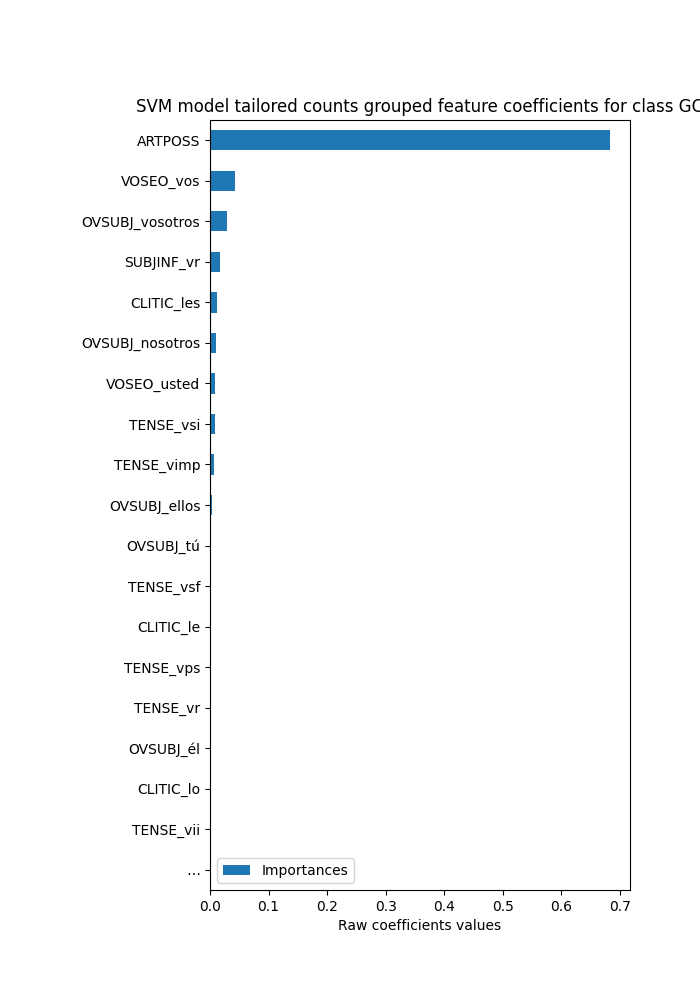 SVM model tailored counts grouped feature coefficients for class GC
ARTPOSS
VOSEO_vos
OVSUBJ_vosotros
SUBJINF_vr
CLITIC_les
OVSUBJ_nosotros
VOSEO_usted
TENSE_vsi
TENSE_vimp
OVSUBJ_ellos
OVSUBJ_tú
TENSE_vsf
CLITIC_le
TENSE_vps
TENSE_vr
OVSUBJ_él
CLITIC_lo
TENSE_vii
...
Importances
0.0 0.1 0.2 0.3 0.4 0.5 0.6 0.7
Raw coefficients values